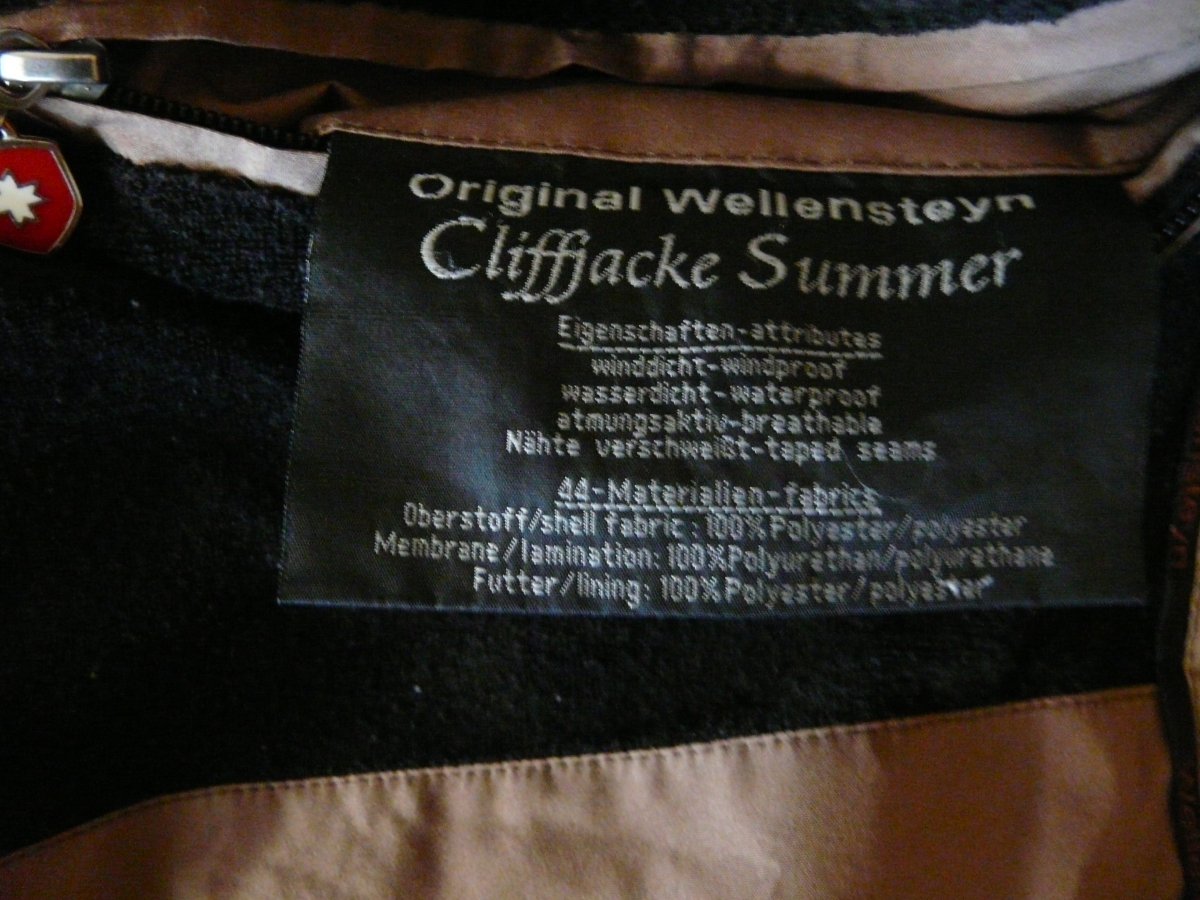 Original Wellensteyn
Cliffjacke Summer
Eigenschaften-attributes
winddicht-windproof
wasserdicht-waterproof
atmungsaktiv-breathable
Nähte verschweißt-taped seams
44-Materialien-fabrics
Oberstoff/shell fabric: 100% Polyester/polyester
Membrane/lamination: 100% Polyurethan/polyurethane
Futter/lining: 100% Polyester/polyester